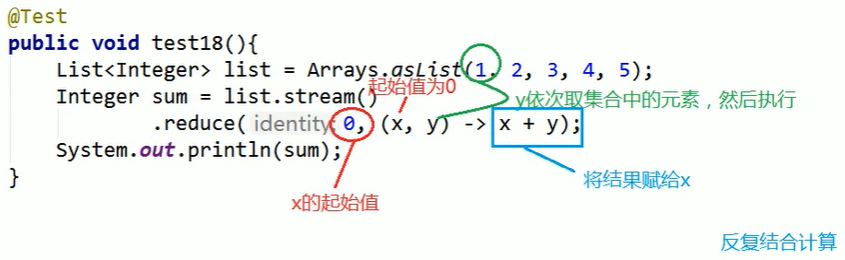 @Test
public void test18(){
List<Integer> list = Arrays.asList(1, 2, 3, 4, 5);
起始值为0
Integer sum = list.stream()
y依次取集合中的元素，然后执行
.reduce( identity: 0, (x, y) -> x + y);
System.out.println(sum);
}
将结果赋给x
x的起始值
反复结合计算